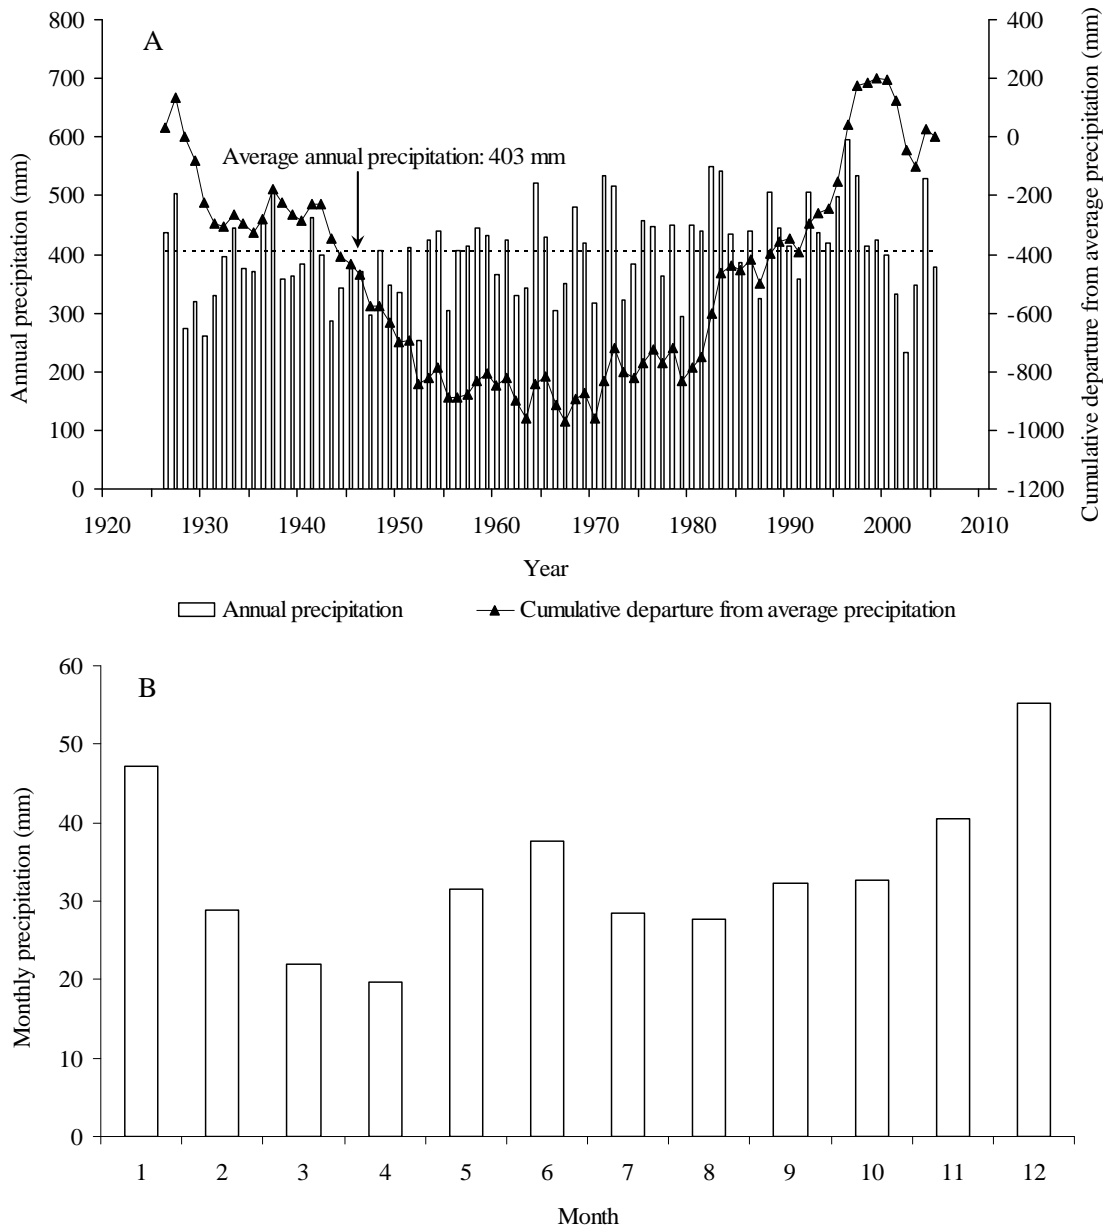 A
800
700
600
500
400
300
200
100
0
Annual precipitation (mm)
400
200
0
-200
-400
-600
-800
-1000
-1200
Cumulative departure from average precipitation (mm)
Average annual precipitation: 403 mm
1920 1930 1940 1950 1960 1970 1980 1990 2000 2010
Year
Annual precipitation Cumulative departure from average precipitation
B
60
50
40
30
20
10
0
Monthly precipitation (mm)
1 2 3 4 5 6 7 8 9 10 11 12
Month